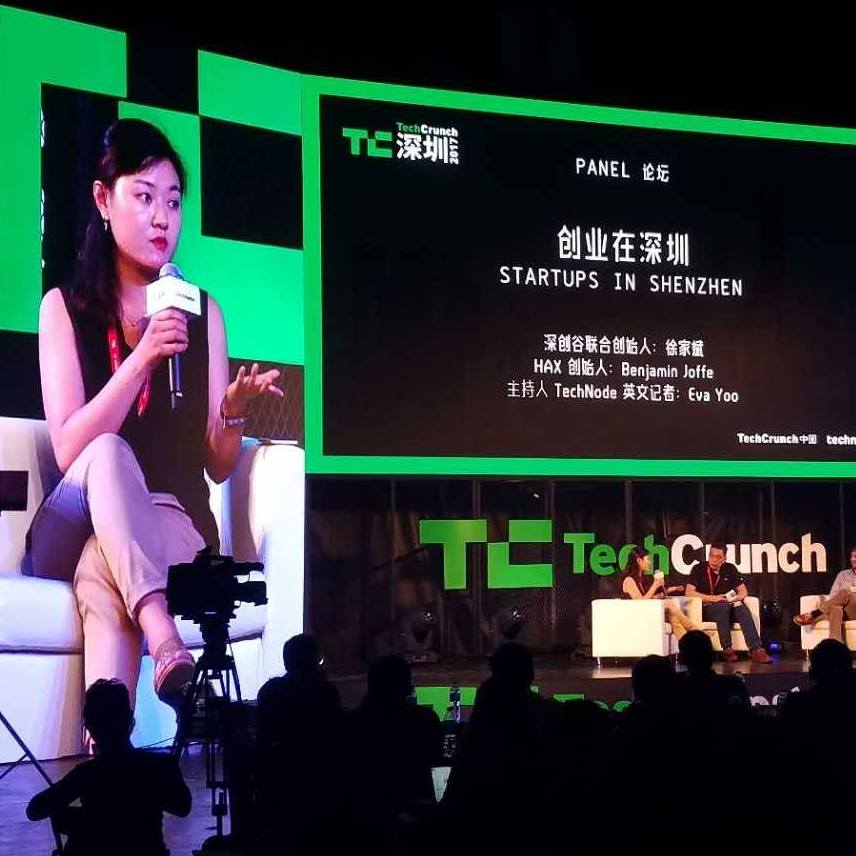 TC TechCrunch
深圳 2017
PANEL 论坛
创业在深圳
STARTUPS IN SHENZHEN
深创谷联合创始人: 徐家斌
HAX 创始人: Benjamin Joffe
主持人 TechNode 英文记者: Eva Yoo
TechCrunch中国 techn
TC TechCrunch